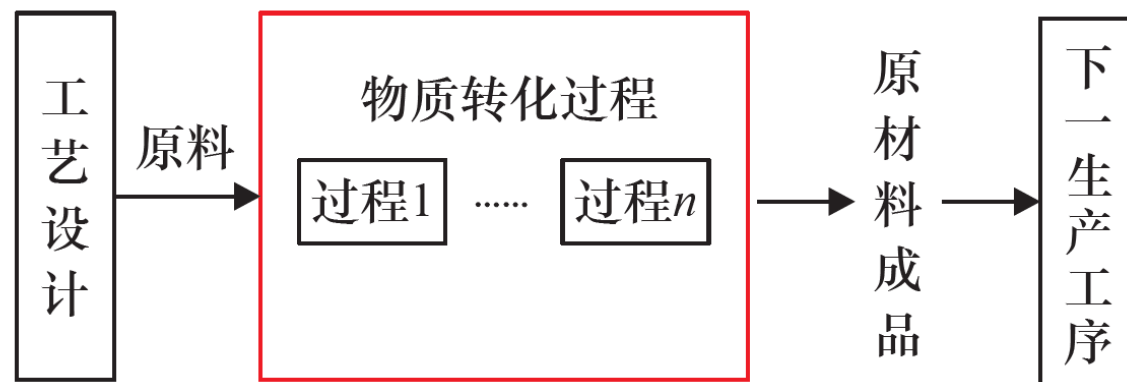 工艺设计
原料
物质转化过程
过程1 …… 过程n
原材料成品
下一生产工序